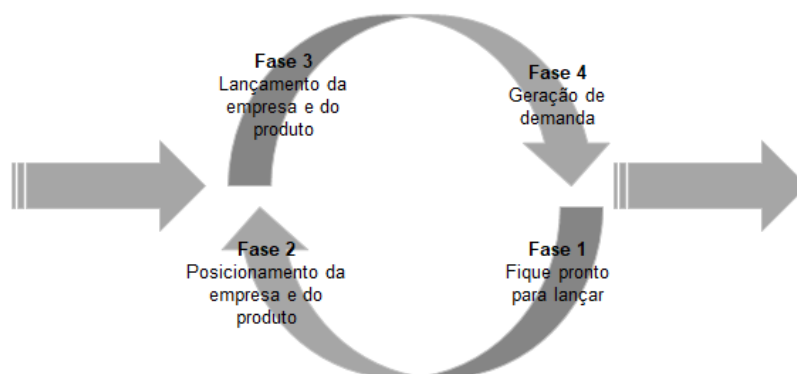 Fase 3
Lançamento da
empresa e do
produto
Fase 4
Geração de
demanda
Fase 2
Posicionamento da
empresa e do
produto
Fase 1
Fique pronto
para lançar